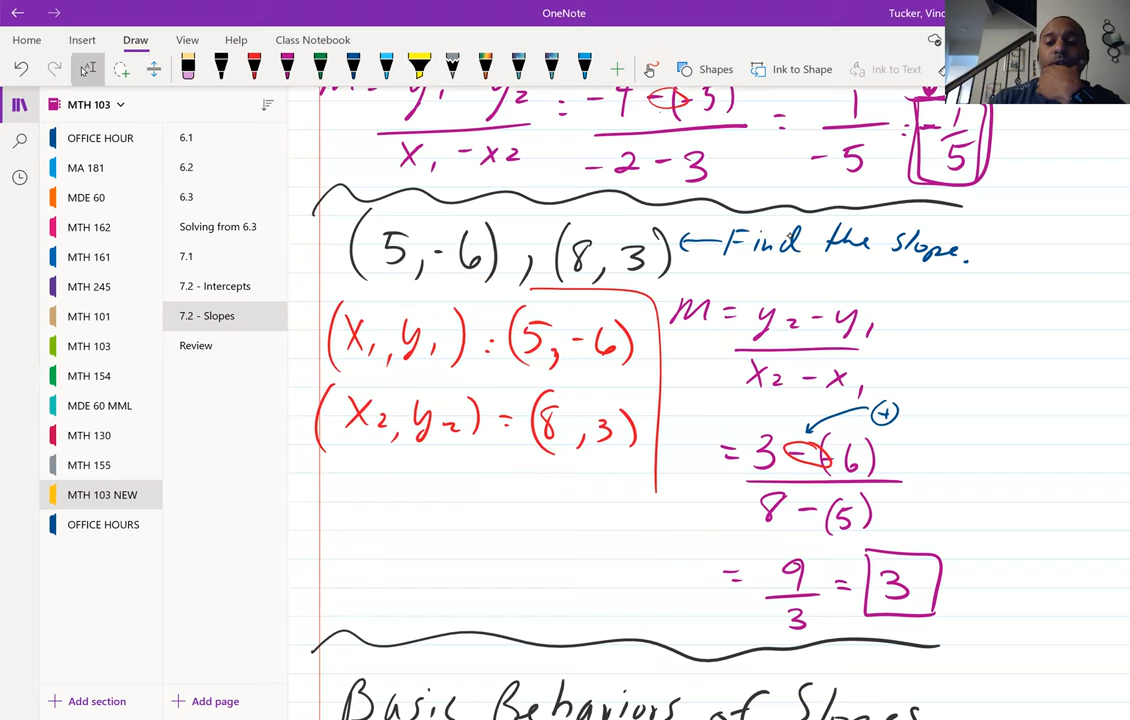 OneNote
Tucker, Vinc
Home Insert Draw View Help Class Notebook
Shapes Ink to Shape Ink to Text
MTH 103
OFFICE HOUR
MA 181
MDE 60
MTH 162
MTH 161
MTH 245
MTH 101
MTH 103
MTH 154
MDE 60 MML
MTH 130
MTH 155
MTH 103 NEW
OFFICE HOURS
Add section
6.1
6.2
6.3
Solving from 6.3
7.1
7.2 - Intercepts
7.2 - Slopes
Review
Add page
x₁ - x₂ -2 - 3 = 1/-5 : -1/5
(5, -6), (8, 3) ← Find the slope.
(x₁, y₁) : (5, -6)
(x₂, y₂) = (8, 3)
m = y₂ - y₁
x₂ - x₁
+
= 3 - (-6)
8 - (5)
= 9/3 = 3
Basic Behaviors of Slopes